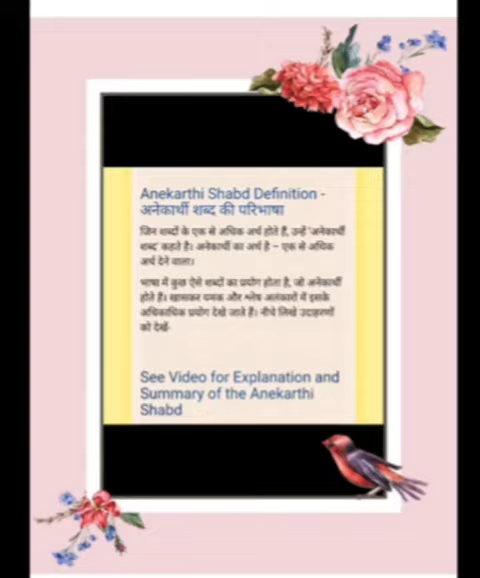 Anekarthi Shabd Definition -
अनेकार्थी शब्द की परिभाषा
जिन शब्दों के एक से अधिक अर्थ होते हैं, उन्हें 'अनेकार्थी
शब्द' कहते है। अनेकार्थी का अर्थ है – एक से अधिक
अर्थ देने वाला।
भाषा में कुछ ऐसे शब्दों का प्रयोग होता है, जो अनेकार्थी
होते हैं। खासकर यमक और श्लेष अलंकारों में इसके
अधिकाधिक प्रयोग देखे जाते हैं। नीचे लिखे उदाहरणों
को देखें-
See Video for Explanation and
Summary of the Anekarthi
Shabd